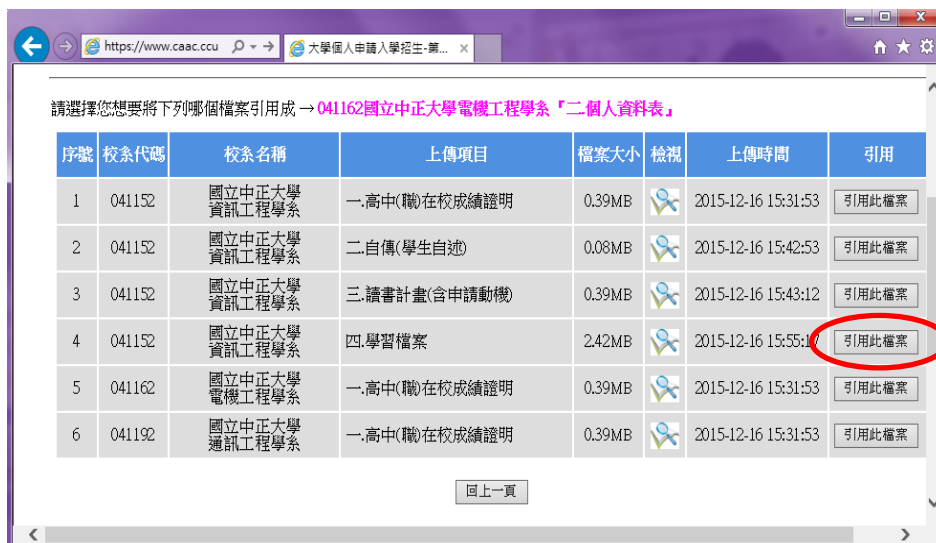 https://www.caac.ccu
大學個人申請入學招生-第...
請選擇您想要將下列哪個檔案引用成 → 041162國立中正大學電機工程學系『二.個人資料表』
序號 校系代碼 校系名稱 上傳項目 檔案大小 檢視 上傳時間 引用
1 041152 國立中正大學 一.高中(職)在校成績證明 0.39MB 2015-12-16 15:31:53 引用此檔案
資訊工程學系
2 041152 國立中正大學 二.自傳(學生自述) 0.08MB 2015-12-16 15:42:53 引用此檔案
資訊工程學系
3 041152 國立中正大學 三.讀書計畫(含申請動機) 0.39MB 2015-12-16 15:43:12 引用此檔案
資訊工程學系
4 041152 國立中正大學 四.學習檔案 2.42MB 2015-12-16 15:55:17 引用此檔案
資訊工程學系
5 041162 國立中正大學 一.高中(職)在校成績證明 0.39MB 2015-12-16 15:31:53 引用此檔案
電機工程學系
6 041192 國立中正大學 一.高中(職)在校成績證明 0.39MB 2015-12-16 15:31:53 引用此檔案
通訊工程學系
回上一頁